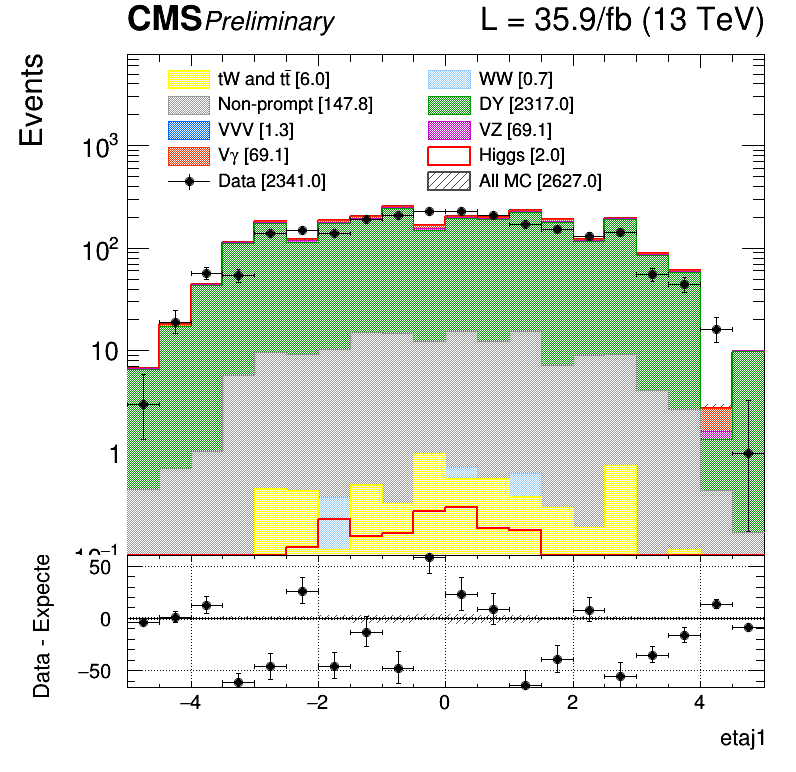 CMS Preliminary L = 35.9/fb (13 TeV)
Events
tW and tt̄ [6.0] WW [0.7]
Non-prompt [147.8] DY [2317.0]
VVV [1.3] VZ [69.1]
Vγ [69.1] Higgs [2.0]
Data [2341.0] All MC [2627.0]
10³
10²
10
1
10⁻¹
Data - Expecte
50
0
−50
−4 −2 0 2 4
etaj1